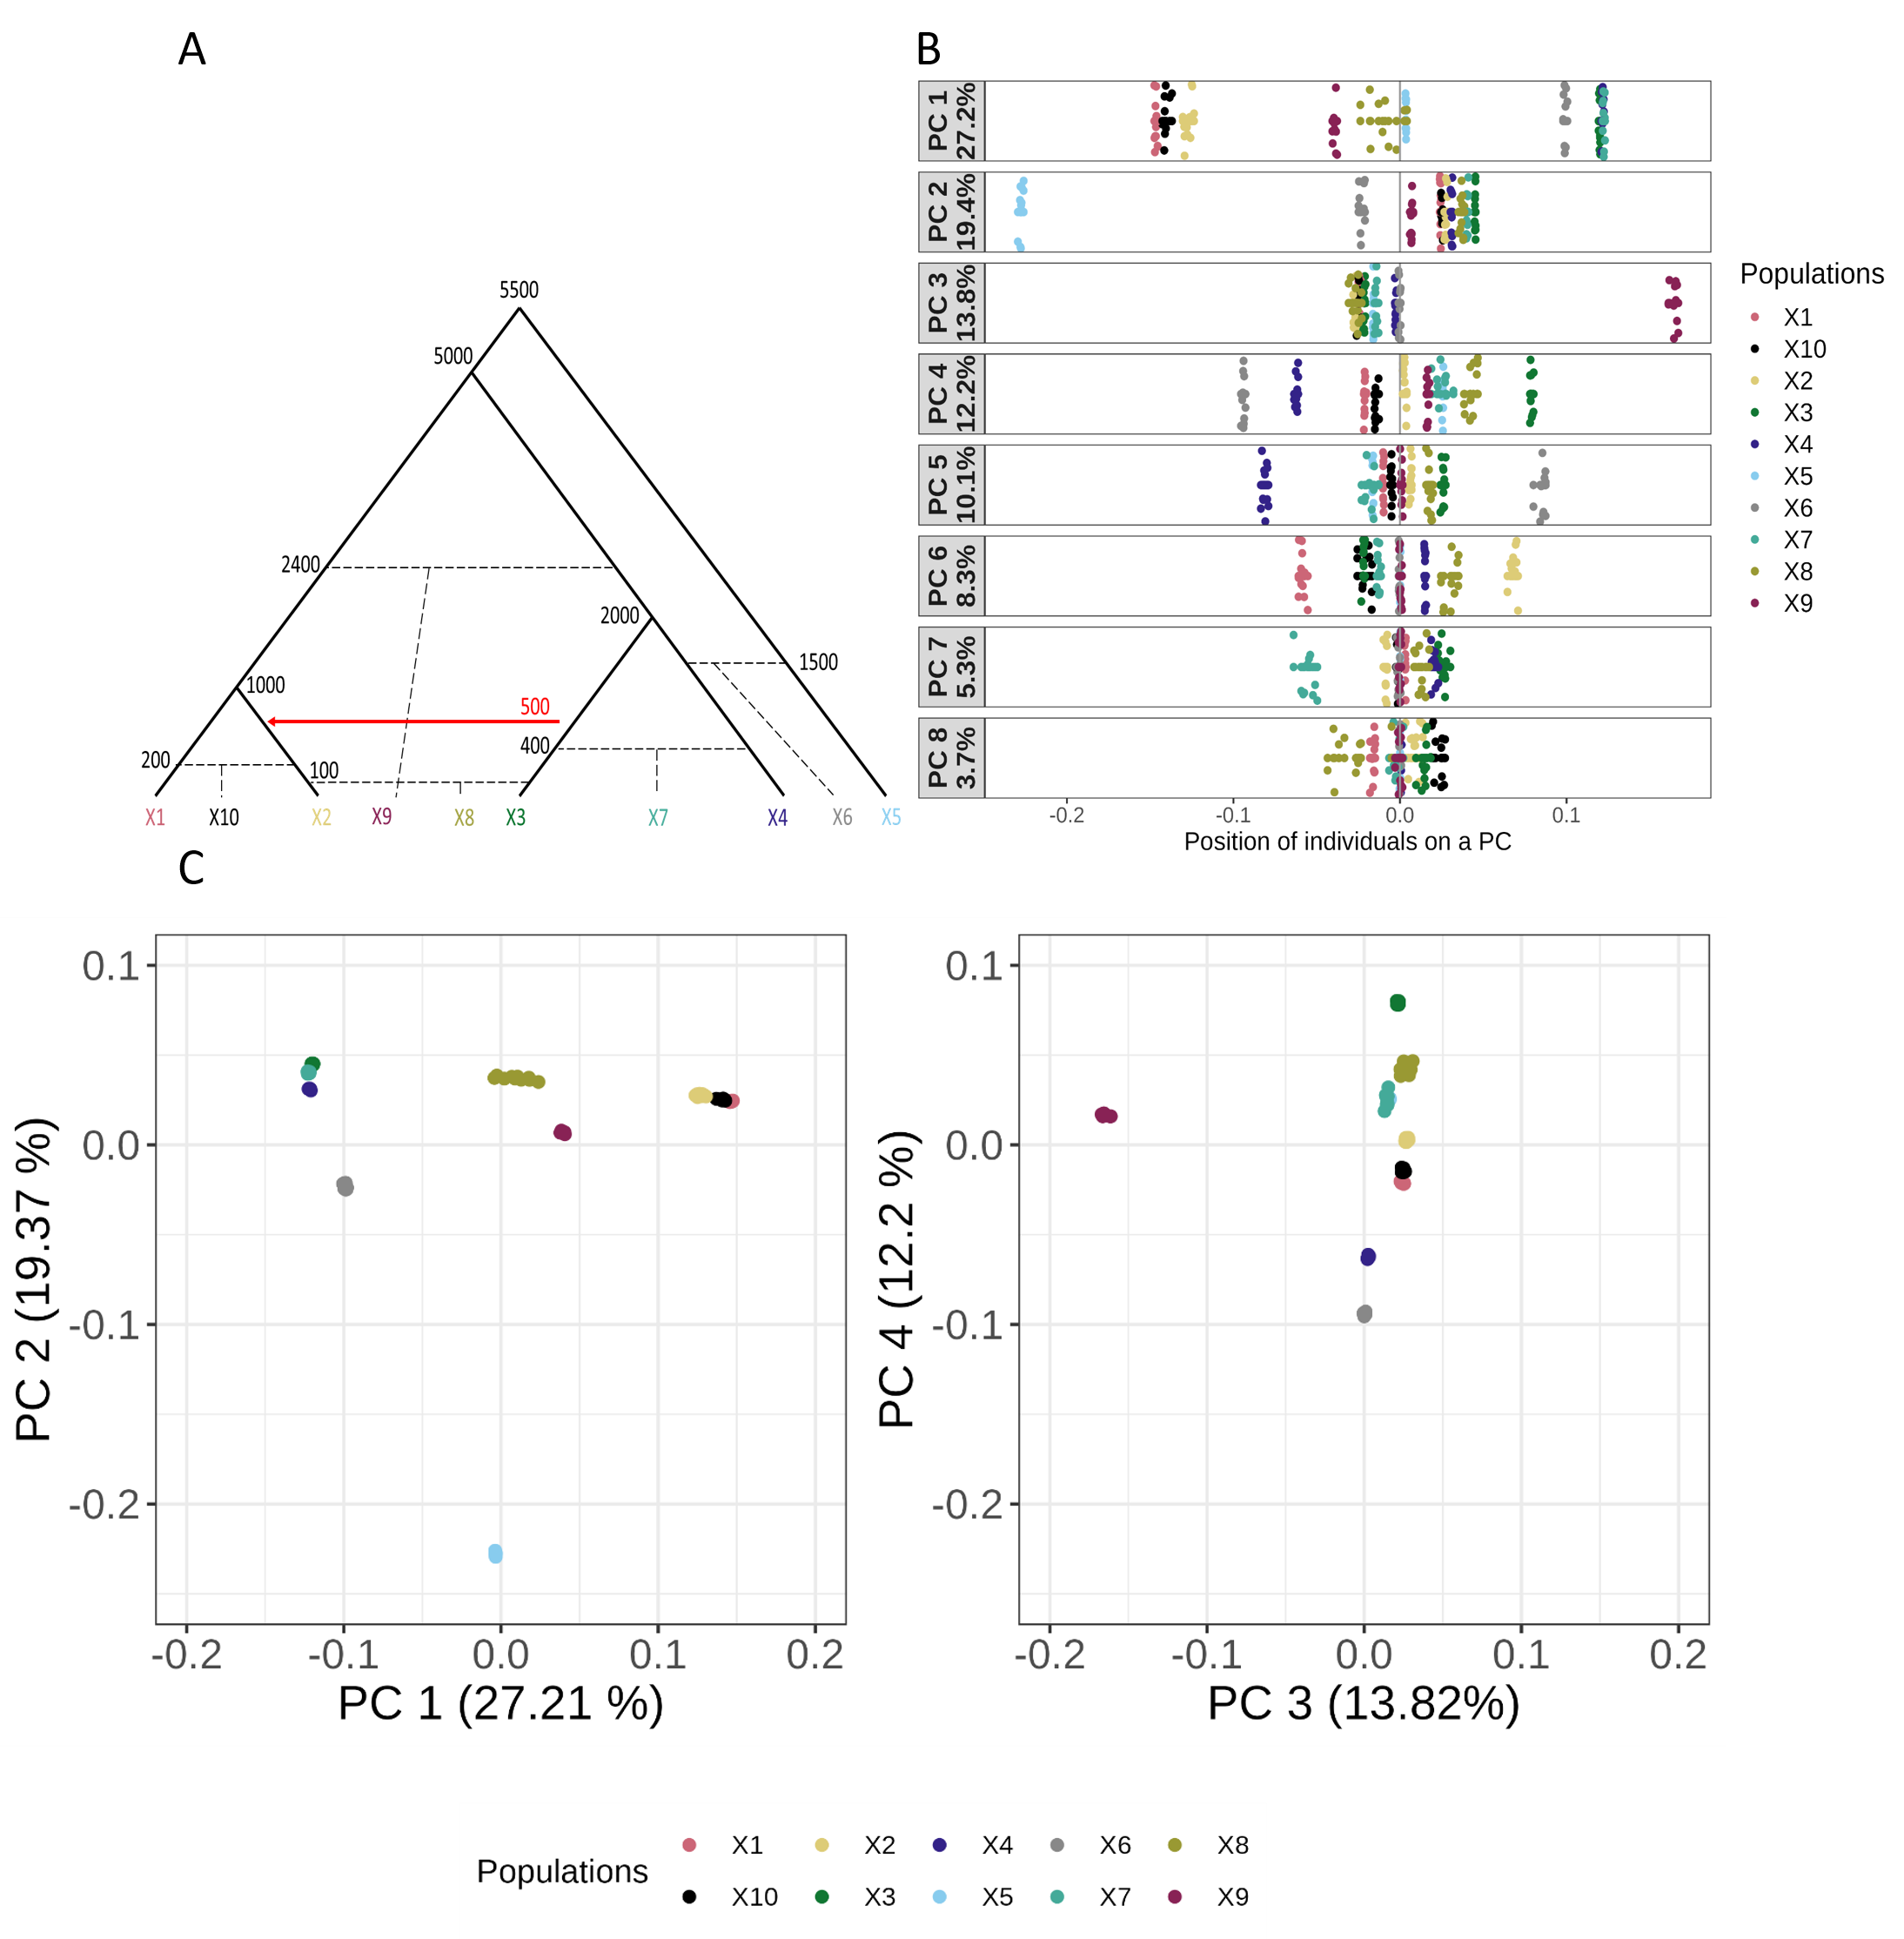 A
B
5500
5000
2400
2000
1500
1000
500
400
200
100
X1 X10 X2 X9 X8 X3 X7 X4 X6 X5
PC 1
27.2%
PC 2
19.4%
PC 3
13.8%
PC 4
12.2%
PC 5
10.1%
PC 6
8.3%
PC 7
5.3%
PC 8
3.7%
-0.2 -0.1 0.0 0.1
Position of individuals on a PC
Populations
X1
X10
X2
X3
X4
X5
X6
X7
X8
X9
C
0.1
0.0
-0.1
-0.2
PC 2 (19.37 %)
-0.2 -0.1 0.0 0.1 0.2
PC 1 (27.21 %)
0.1
0.0
-0.1
-0.2
PC 4 (12.2 %)
-0.2 -0.1 0.0 0.1 0.2
PC 3 (13.82%)
Populations
X1 X2 X4 X6 X8
X10 X3 X5 X7 X9